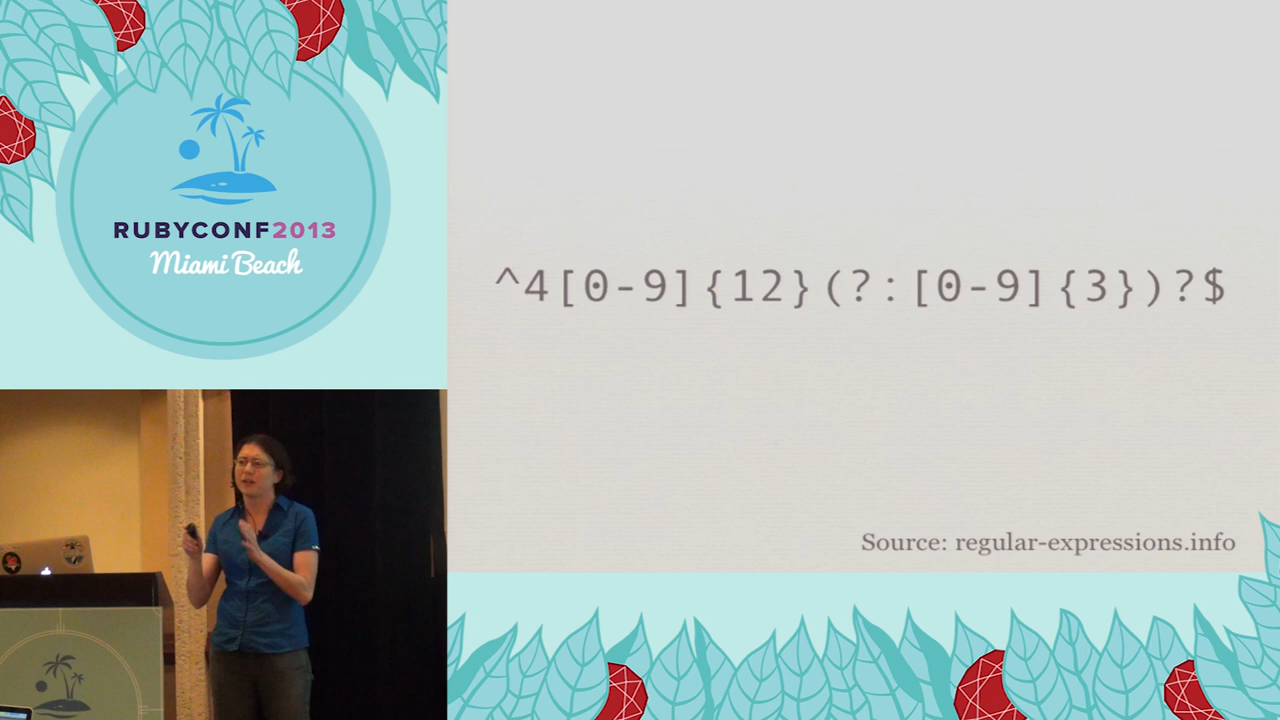 RUBYCONF2013
Miami Beach
^4[0-9]{12}(?:[0-9]{3})?$
Source: regular-expressions.info